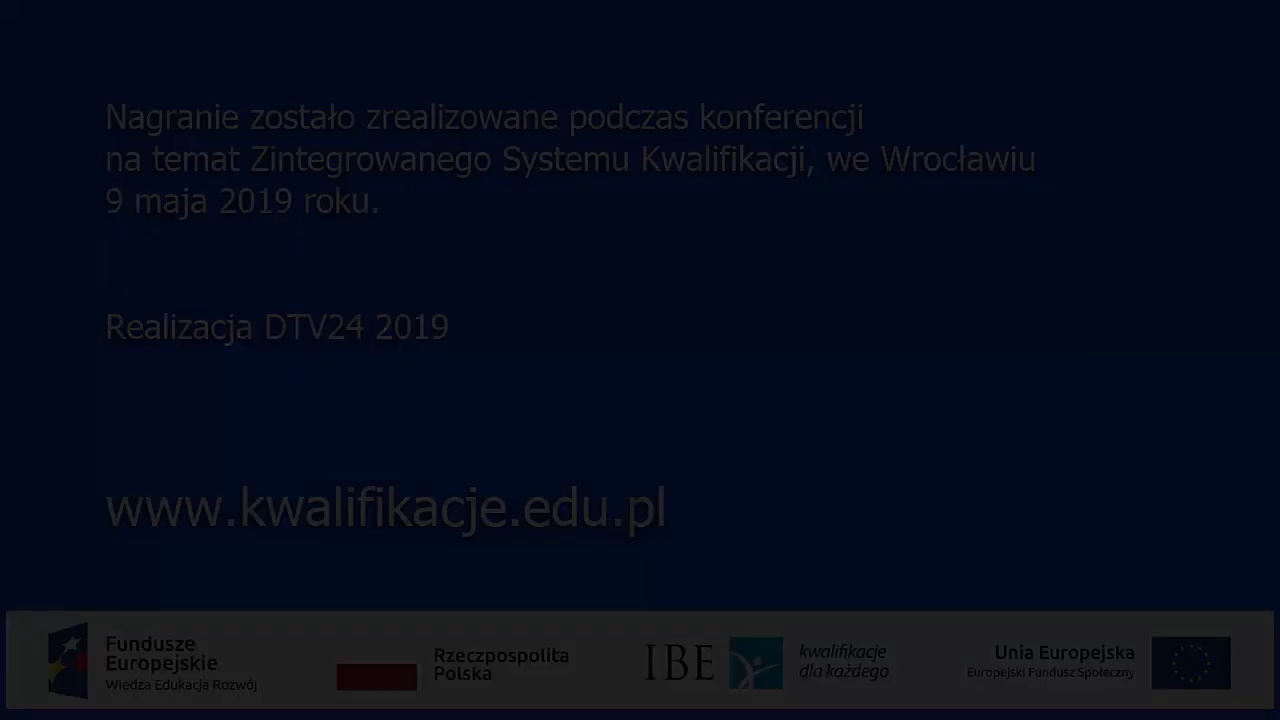 Nagranie zostało zrealizowane podczas konferencji
na temat Zintegrowanego Systemu Kwalifikacji, we Wrocławiu
9 maja 2019 roku.
Realizacja DTV24 2019
www.kwalifikacje.edu.pl
Fundusze
Europejskie
Wiedza Edukacja Rozwój
Rzeczpospolita
Polska
IBE
kwalifikacje
dla każdego
Unia Europejska
Europejski Fundusz Społeczny